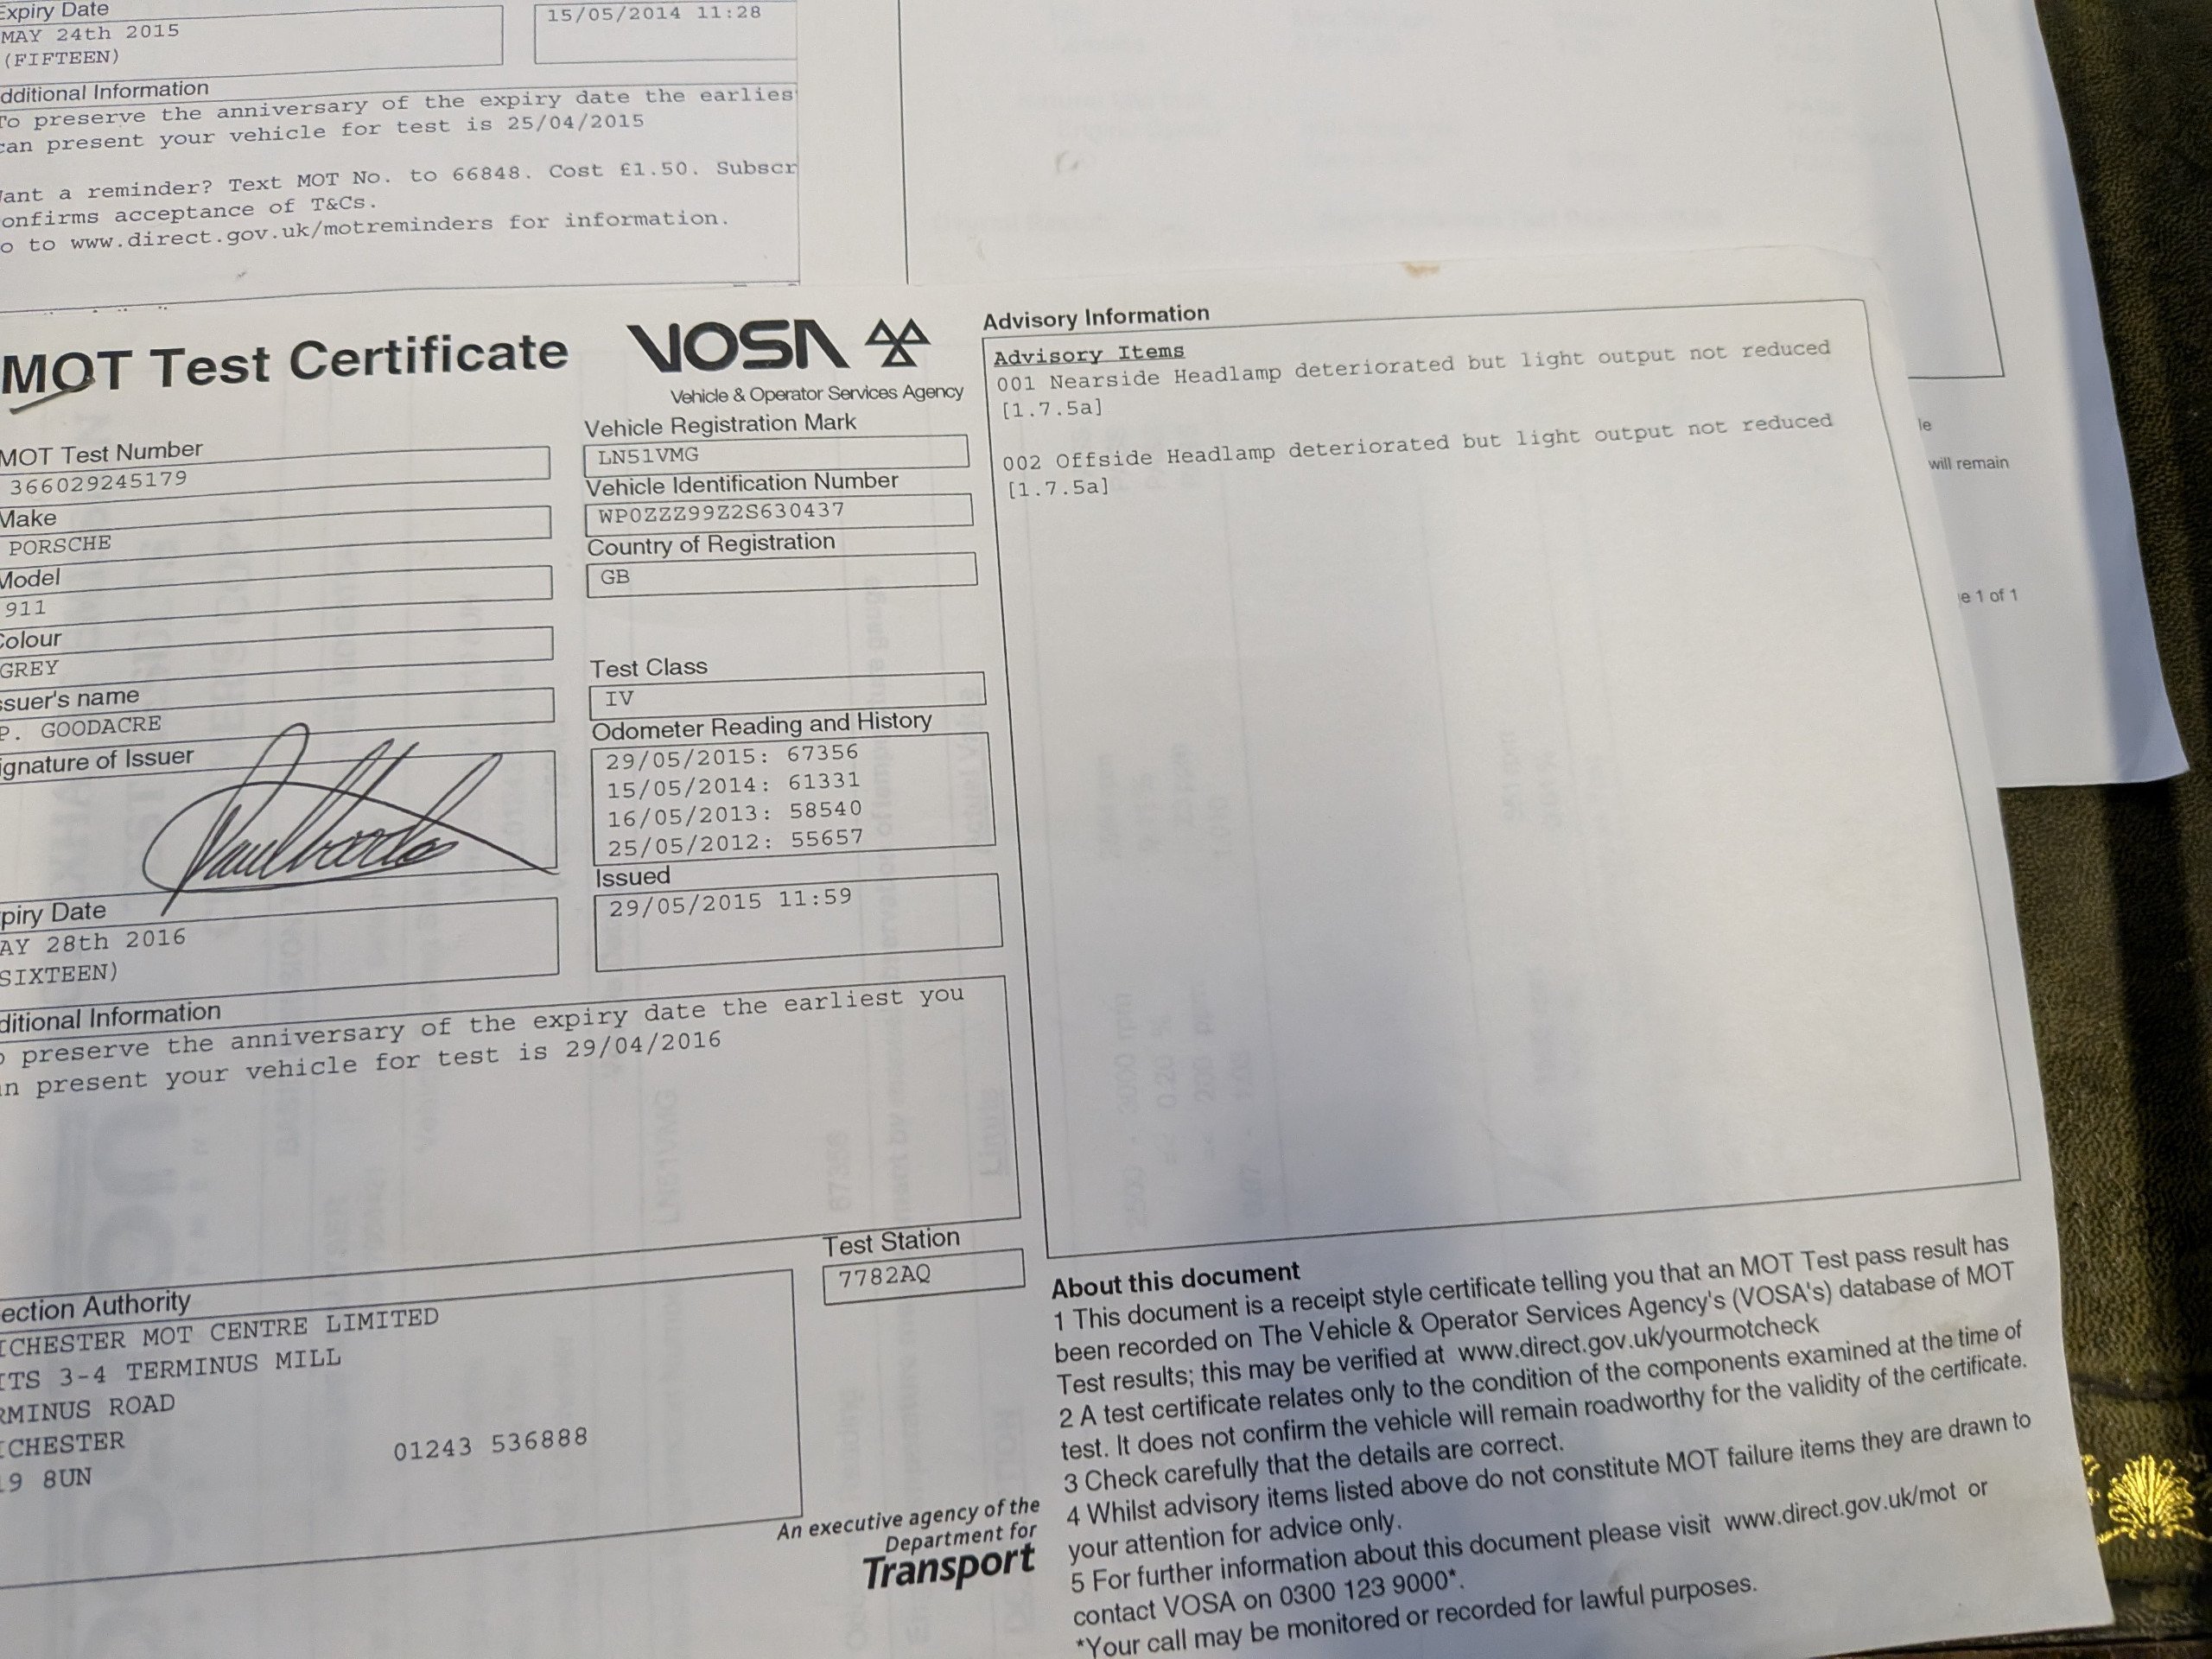 Expiry Date
MAY 24th 2015
(FIFTEEN)
15/05/2014 11:28
dditional Information
To preserve the anniversary of the expiry date the earlies
can present your vehicle for test is 25/04/2015
Want a reminder? Text MOT No. to 66848. Cost £1.50. Subscr
onfirms acceptance of T&Cs.
o to www.direct.gov.uk/motreminders for information.
MOT Test Certificate
VOSA
Vehicle & Operator Services Agency
MOT Test Number
366029245179
Make
PORSCHE
Model
911
Colour
GREY
ssuer's name
P. GOODACRE
ignature of Issuer
piry Date
AY 28th 2016
SIXTEEN)
Vehicle Registration Mark
LN51VMG
Vehicle Identification Number
WP0ZZZ99Z2S630437
Country of Registration
GB
Test Class
IV
Odometer Reading and History
29/05/2015: 67356
15/05/2014: 61331
16/05/2013: 58540
25/05/2012: 55657
Issued
29/05/2015 11:59
ditional Information
o preserve the anniversary of the expiry date the earliest you
an present your vehicle for test is 29/04/2016
Test Station
7782AQ
ection Authority
ICHESTER MOT CENTRE LIMITED
ITS 3-4 TERMINUS MILL
RMINUS ROAD
ICHESTER
19 8UN
01243 536888
An executive agency of the
Department for
Transport
Advisory Information
Advisory Items
001 Nearside Headlamp deteriorated but light output not reduced
[1.7.5a]
002 Offside Headlamp deteriorated but light output not reduced
[1.7.5a]
About this document
1 This document is a receipt style certificate telling you that an MOT Test pass result has
been recorded on The Vehicle & Operator Services Agency's (VOSA's) database of MOT
Test results; this may be verified at www.direct.gov.uk/yourmotcheck
2 A test certificate relates only to the condition of the components examined at the time of
test. It does not confirm the vehicle will remain roadworthy for the validity of the certificate.
3 Check carefully that the details are correct.
4 Whilst advisory items listed above do not constitute MOT failure items they are drawn to
your attention for advice only.
5 For further information about this document please visit www.direct.gov.uk/mot or
contact VOSA on 0300 123 9000*.
*Your call may be monitored or recorded for lawful purposes.
le
will remain
e 1 of 1